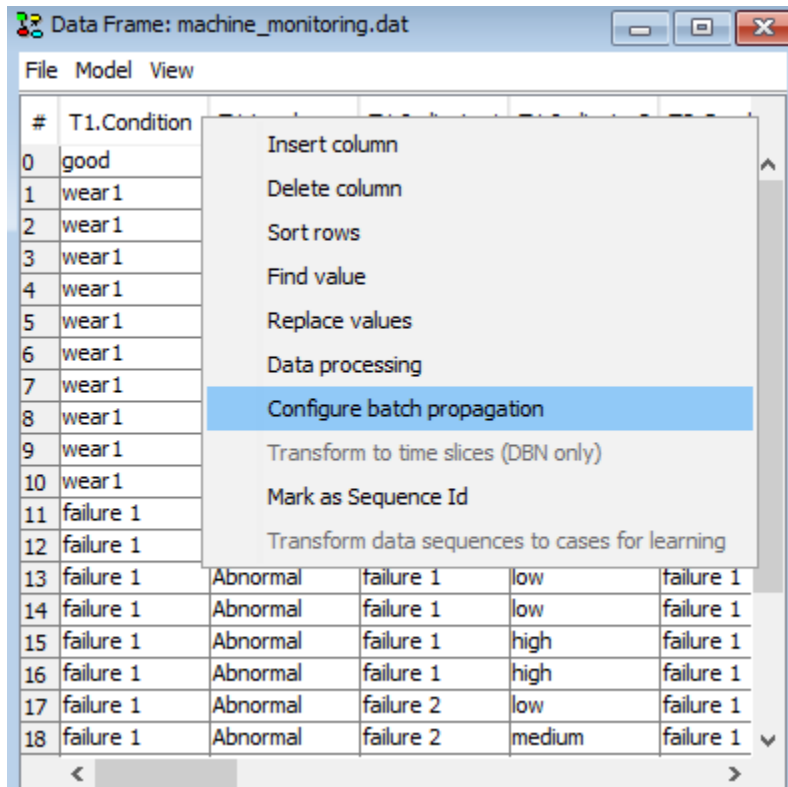 Data Frame: machine_monitoring.dat
File Model View
# T1.Condition
Insert column
Delete column
Sort rows
Find value
Replace values
Data processing
Configure batch propagation
Transform to time slices (DBN only)
Mark as Sequence Id
Transform data sequences to cases for learning
0 good
1 wear1
2 wear1
3 wear1
4 wear1
5 wear1
6 wear1
7 wear1
8 wear1
9 wear1
10 wear1
11 failure 1
12 failure 1
13 failure 1 Abnormal failure 1 low failure 1
14 failure 1 Abnormal failure 1 low failure 1
15 failure 1 Abnormal failure 1 high failure 1
16 failure 1 Abnormal failure 1 high failure 1
17 failure 1 Abnormal failure 2 low failure 1
18 failure 1 Abnormal failure 2 medium failure 1